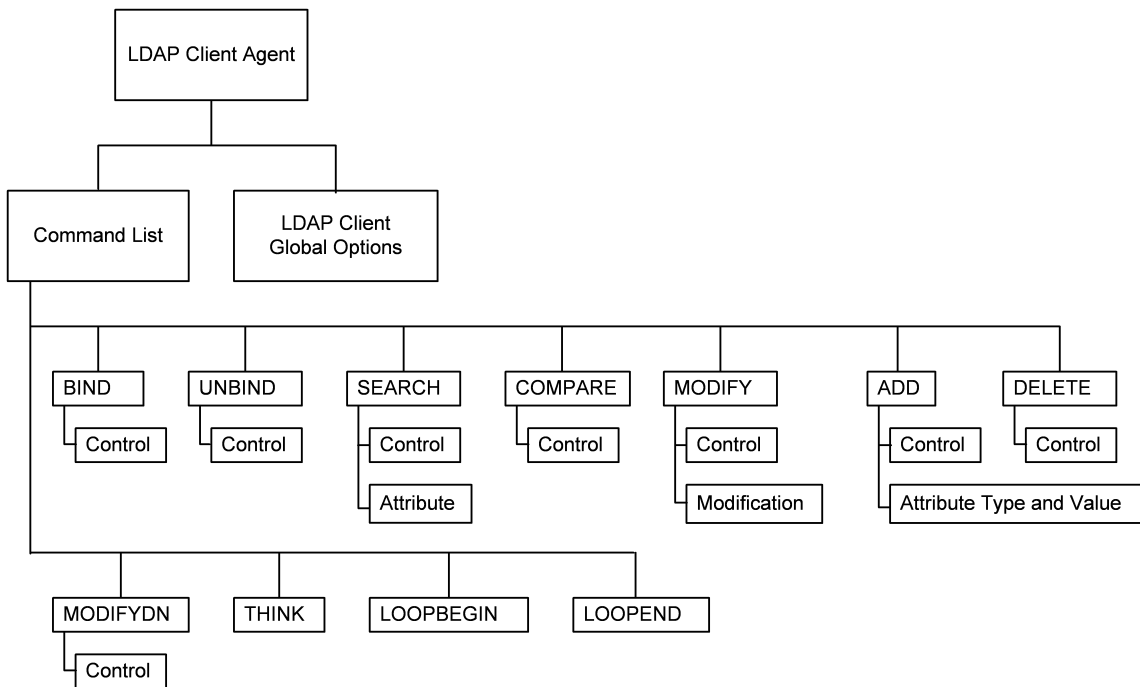 LDAP Client Agent
Command List
LDAP Client
Global Options
BIND
UNBIND
SEARCH
COMPARE
MODIFY
ADD
DELETE
Control
Control
Control
Control
Control
Control
Control
Attribute
Modification
Attribute Type and Value
MODIFYDN
THINK
LOOPBEGIN
LOOPEND
Control